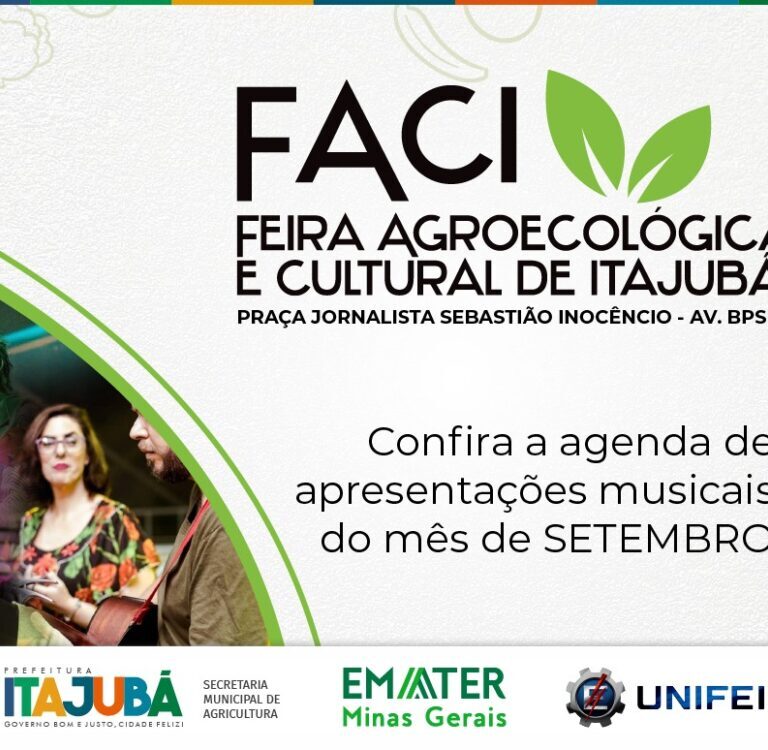 FACI
FEIRA AGROECOLÓGICA
E CULTURAL DE ITAJUBÁ
PRAÇA JORNALISTA SEBASTIÃO INOCÊNCIO - AV. BPS
Confira a agenda de
apresentações musicais
do mês de SETEMBRO
PREFEITURA
ITAJUBÁ
GOVERNO BOM E JUSTO, CIDADE FELIZ!
SECRETARIA
MUNICIPAL DE
AGRICULTURA
EMATER
Minas Gerais
UNIFEI